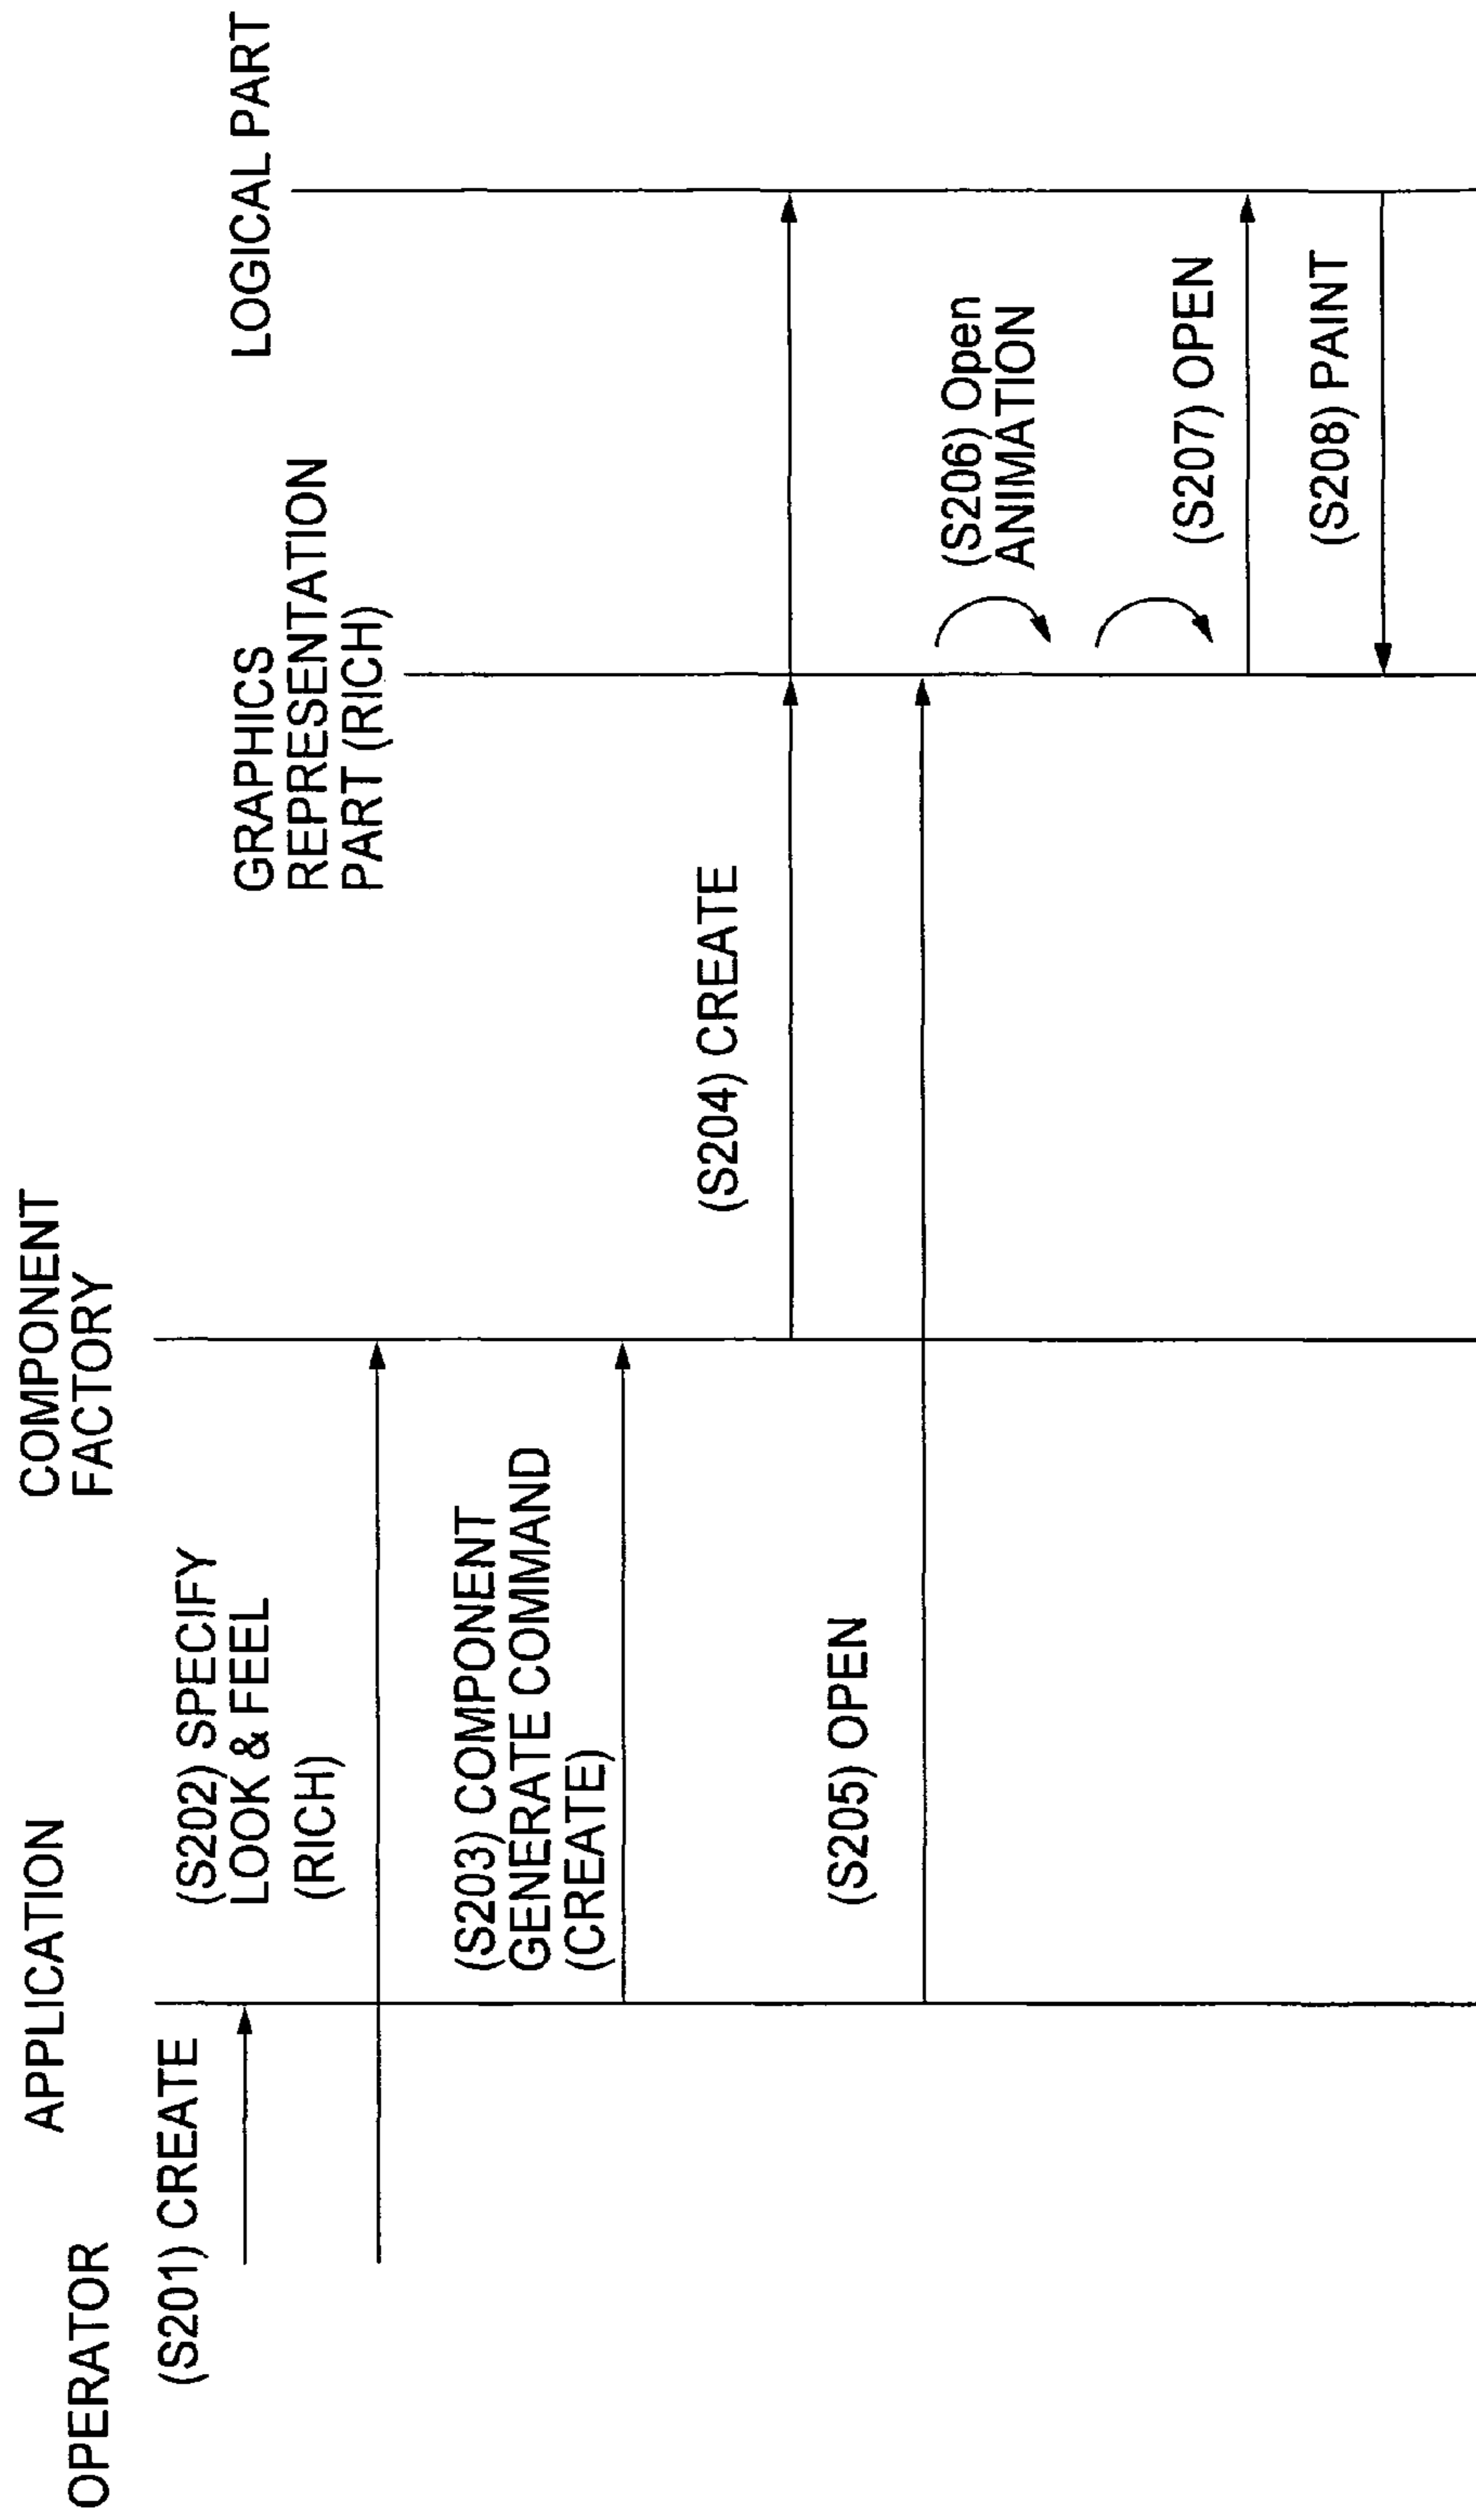 OPERATOR
APPLICATION
COMPONENT
FACTORY
GRAPHICS
REPRESENTATION
PART (RICH)
LOGICAL PART
(S201) CREATE
(S202) SPECIFY
LOOK & FEEL
(RICH)
(S203) COMPONENT
GENERATE COMMAND
(CREATE)
(S204) CREATE
(S205) OPEN
(S206) Open
ANIMATION
(S207) OPEN
(S208) PAINT